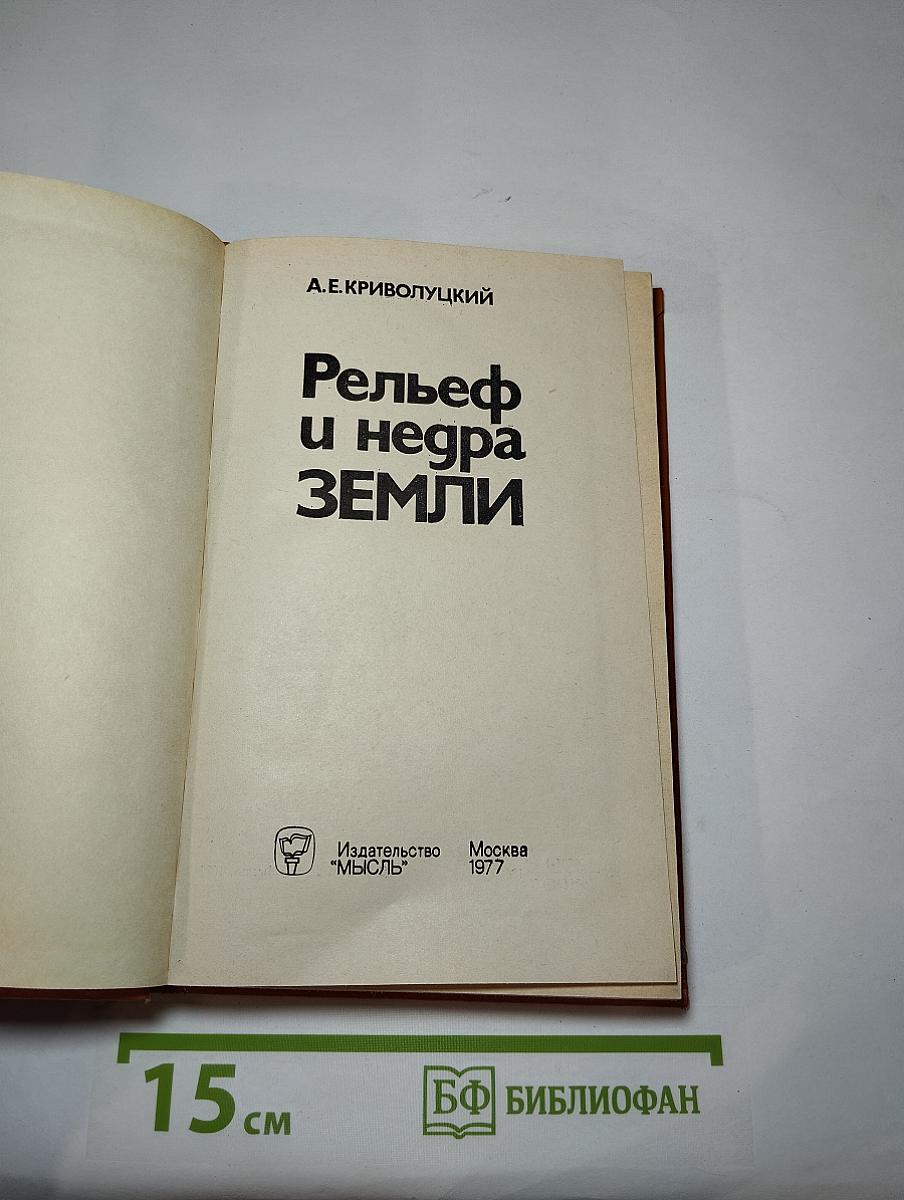 А.Е.КРИВОЛУЦКИЙ
Рельеф
и недра
ЗЕМЛИ
Издательство Москва
"МЫСЛЬ" 1977
15 см БФ БИБЛИОФАН